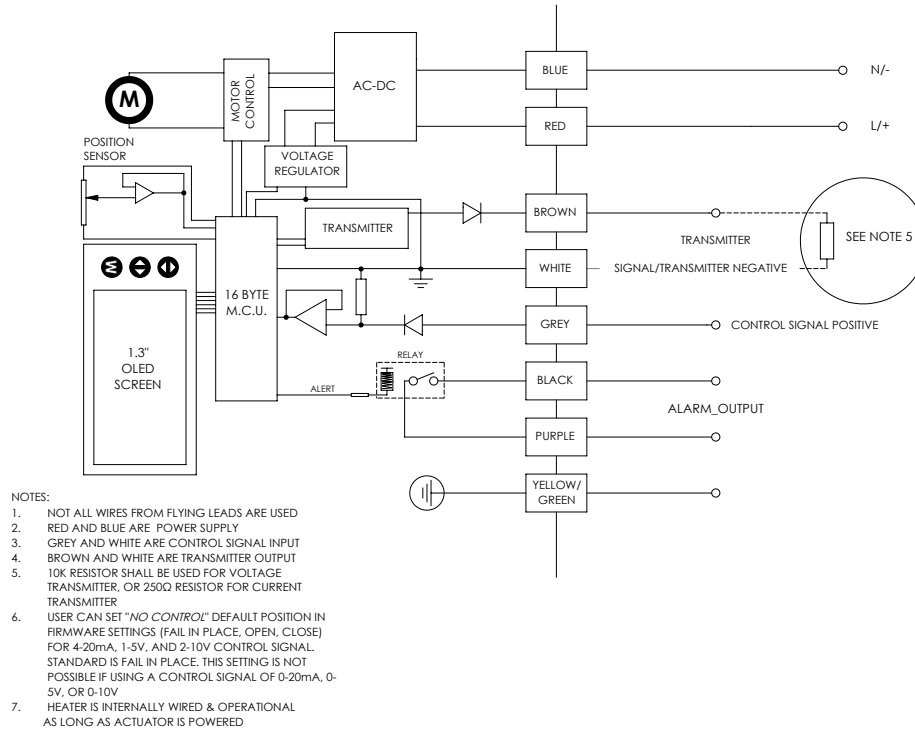 BLUE
N/-
AC-DC
MOTOR
CONTROL
M
RED
L/+
POSITION
SENSOR
VOLTAGE
REGULATOR
BROWN
TRANSMITTER
TRANSMITTER
SEE NOTE 5
WHITE
SIGNAL/TRANSMITTER NEGATIVE
16 BYTE
M.C.U.
GREY
CONTROL SIGNAL POSITIVE
1.3"
OLED
SCREEN
RELAY
ALERT
BLACK
ALARM_OUTPUT
PURPLE
YELLOW/
GREEN
NOTES:
1. NOT ALL WIRES FROM FLYING LEADS ARE USED
2. RED AND BLUE ARE POWER SUPPLY
3. GREY AND WHITE ARE CONTROL SIGNAL INPUT
4. BROWN AND WHITE ARE TRANSMITTER OUTPUT
5. 10K RESISTOR SHALL BE USED FOR VOLTAGE
TRANSMITTER, OR 250Ω RESISTOR FOR CURRENT
TRANSMITTER
6. USER CAN SET "NO CONTROL" DEFAULT POSITION IN
FIRMWARE SETTINGS (FAIL IN PLACE, OPEN, CLOSE)
FOR 4-20mA, 1-5V, AND 2-10V CONTROL SIGNAL.
STANDARD IS FAIL IN PLACE. THIS SETTING IS NOT
POSSIBLE IF USING A CONTROL SIGNAL OF 0-20mA, 0-
5V, OR 0-10V
7. HEATER IS INTERNALLY WIRED & OPERATIONAL
AS LONG AS ACTUATOR IS POWERED